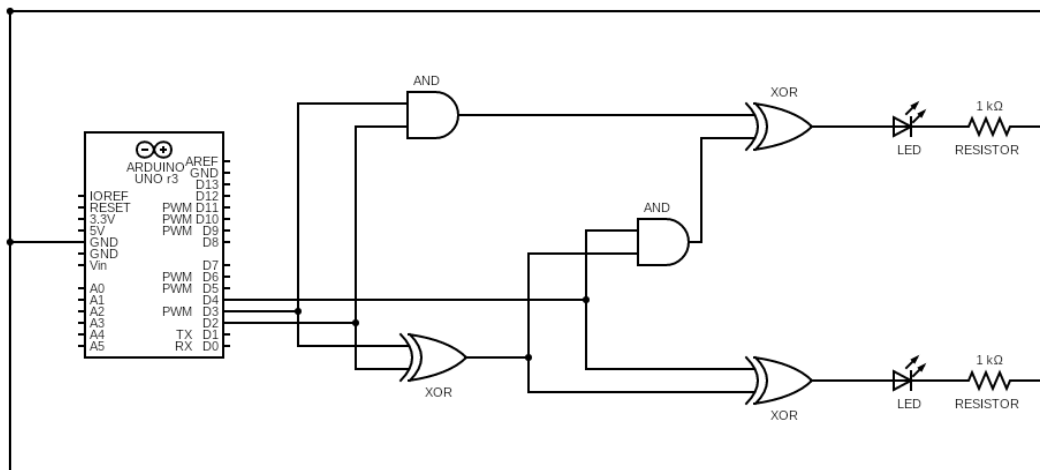 AND
XOR
1 kΩ
LED
RESISTOR
ARDUINO
UNO r3
AREF
GND
D13
D12
IOREF
RESET
PWM D11
3.3V
PWM D10
5V
PWM D9
GND
D8
GND
Vin
D7
PWM D6
A0
PWM D5
A1
D4
A2
PWM D3
A3
D2
A4
TX D1
A5
RX D0
AND
XOR
1 kΩ
LED
RESISTOR
XOR